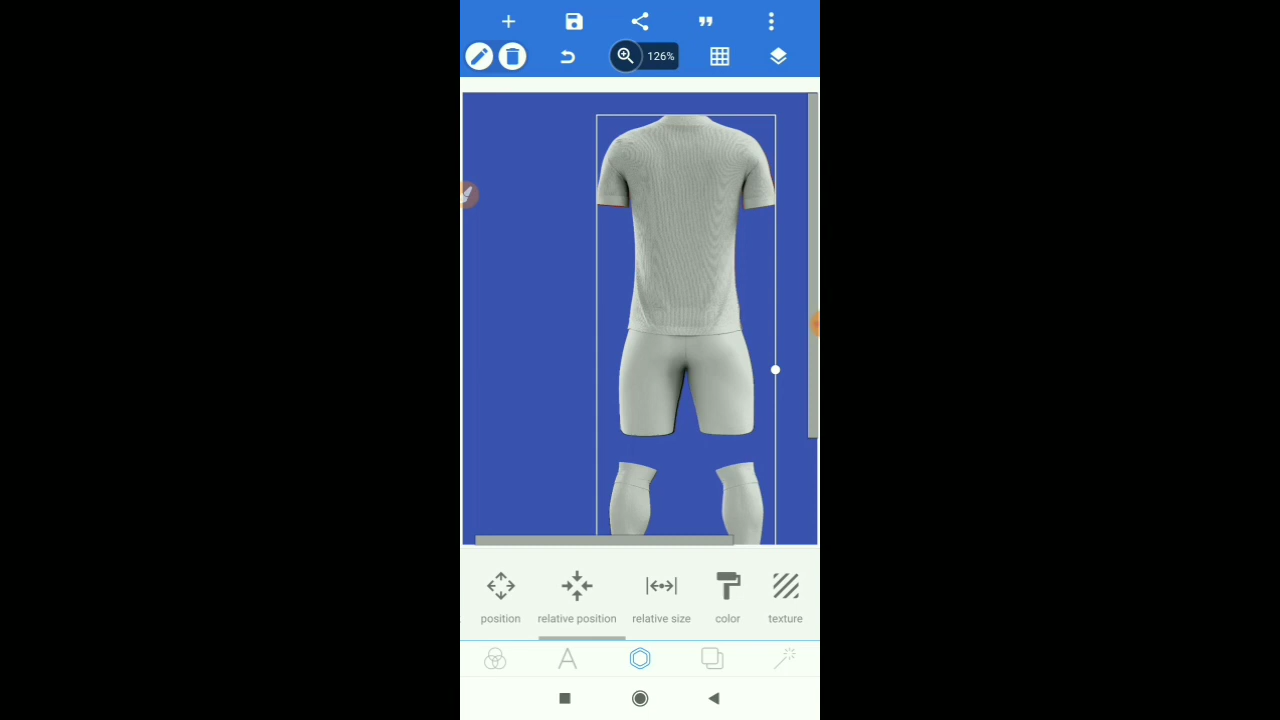 126%
position
relative position
relative size
color
texture